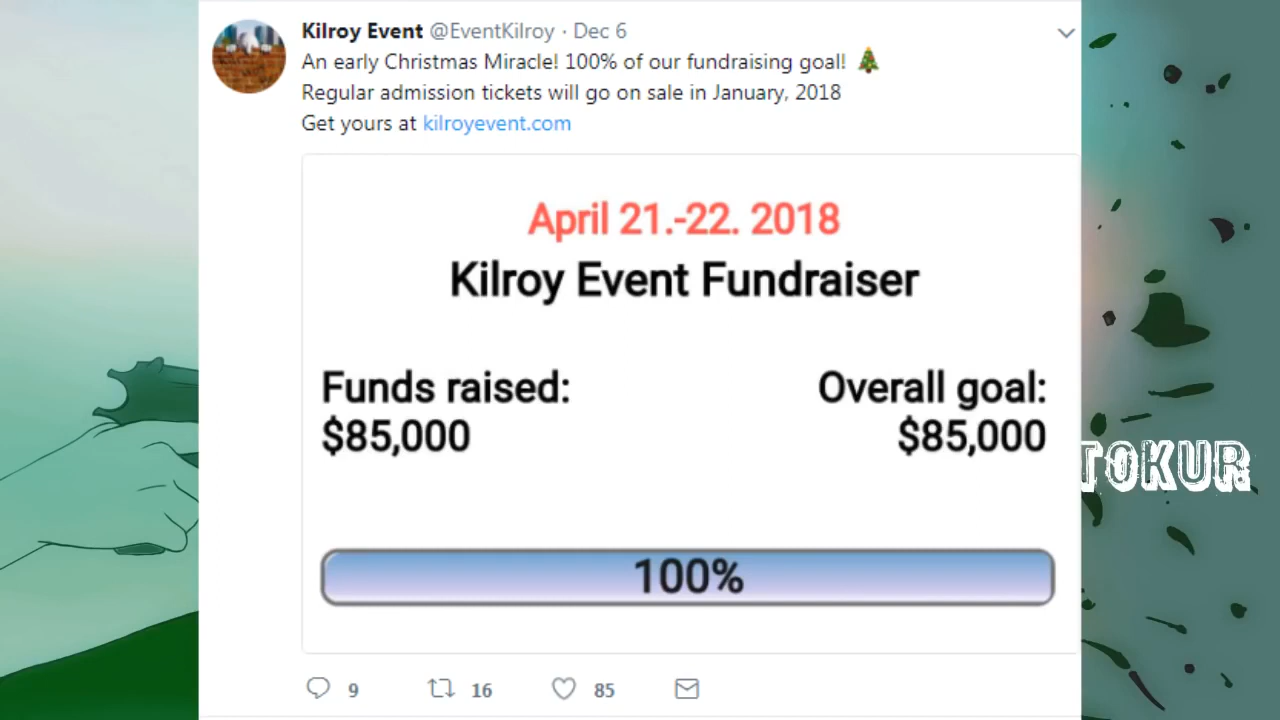 Kilroy Event @EventKilroy · Dec 6
An early Christmas Miracle! 100% of our fundraising goal! 🎄
Regular admission tickets will go on sale in January, 2018
Get yours at kilroyevent.com
April 21.-22. 2018
Kilroy Event Fundraiser
Funds raised: Overall goal:
$85,000 $85,000
TOKUR
100%
9 16 85